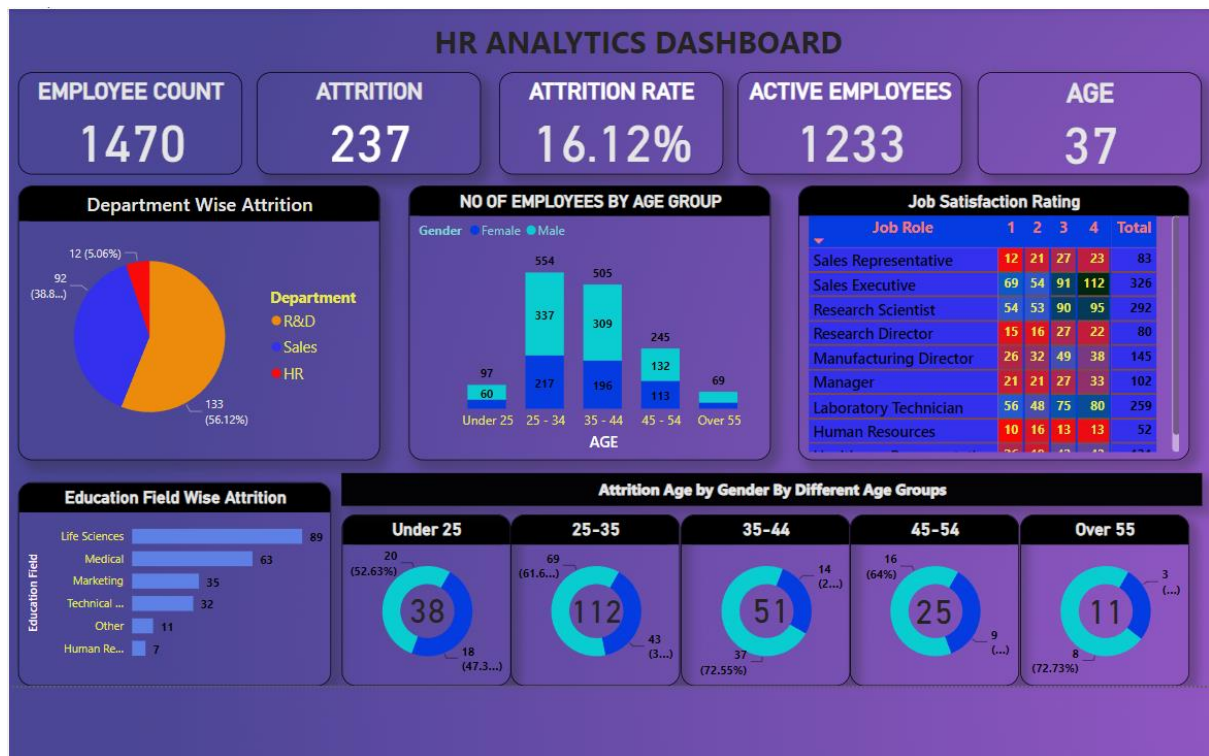 HR ANALYTICS DASHBOARD
EMPLOYEE COUNT
1470
ATTRITION
237
ATTRITION RATE
16.12%
ACTIVE EMPLOYEES
1233
AGE
37
Department Wise Attrition
12 (5.06%)
92
(38.8...)
133
(56.12%)
Department
R&D
Sales
HR
NO OF EMPLOYEES BY AGE GROUP
Gender Female Male
554
505
337
309
245
132
97
60
217
196
113
69
Under 25 25 - 34 35 - 44 45 - 54 Over 55
AGE
Job Satisfaction Rating
Job Role 1 2 3 4 Total
Sales Representative 12 21 27 23 83
Sales Executive 69 54 91 112 326
Research Scientist 54 53 90 95 292
Research Director 15 16 27 22 80
Manufacturing Director 26 32 49 38 145
Manager 21 21 27 33 102
Laboratory Technician 56 48 75 80 259
Human Resources 10 16 13 13 52
Education Field Wise Attrition
Education Field
Life Sciences 89
Medical 63
Marketing 35
Technical ... 32
Other 11
Human Re... 7
Attrition Age by Gender By Different Age Groups
Under 25
20
(52.63%)
38
18
(47.3...)
25-35
69
(61.6...)
112
43
(3...)
35-44
14
(2...)
51
37
(72.55%)
45-54
16
(64%)
25
9
(...)
Over 55
3
(...)
11
8
(72.73%)